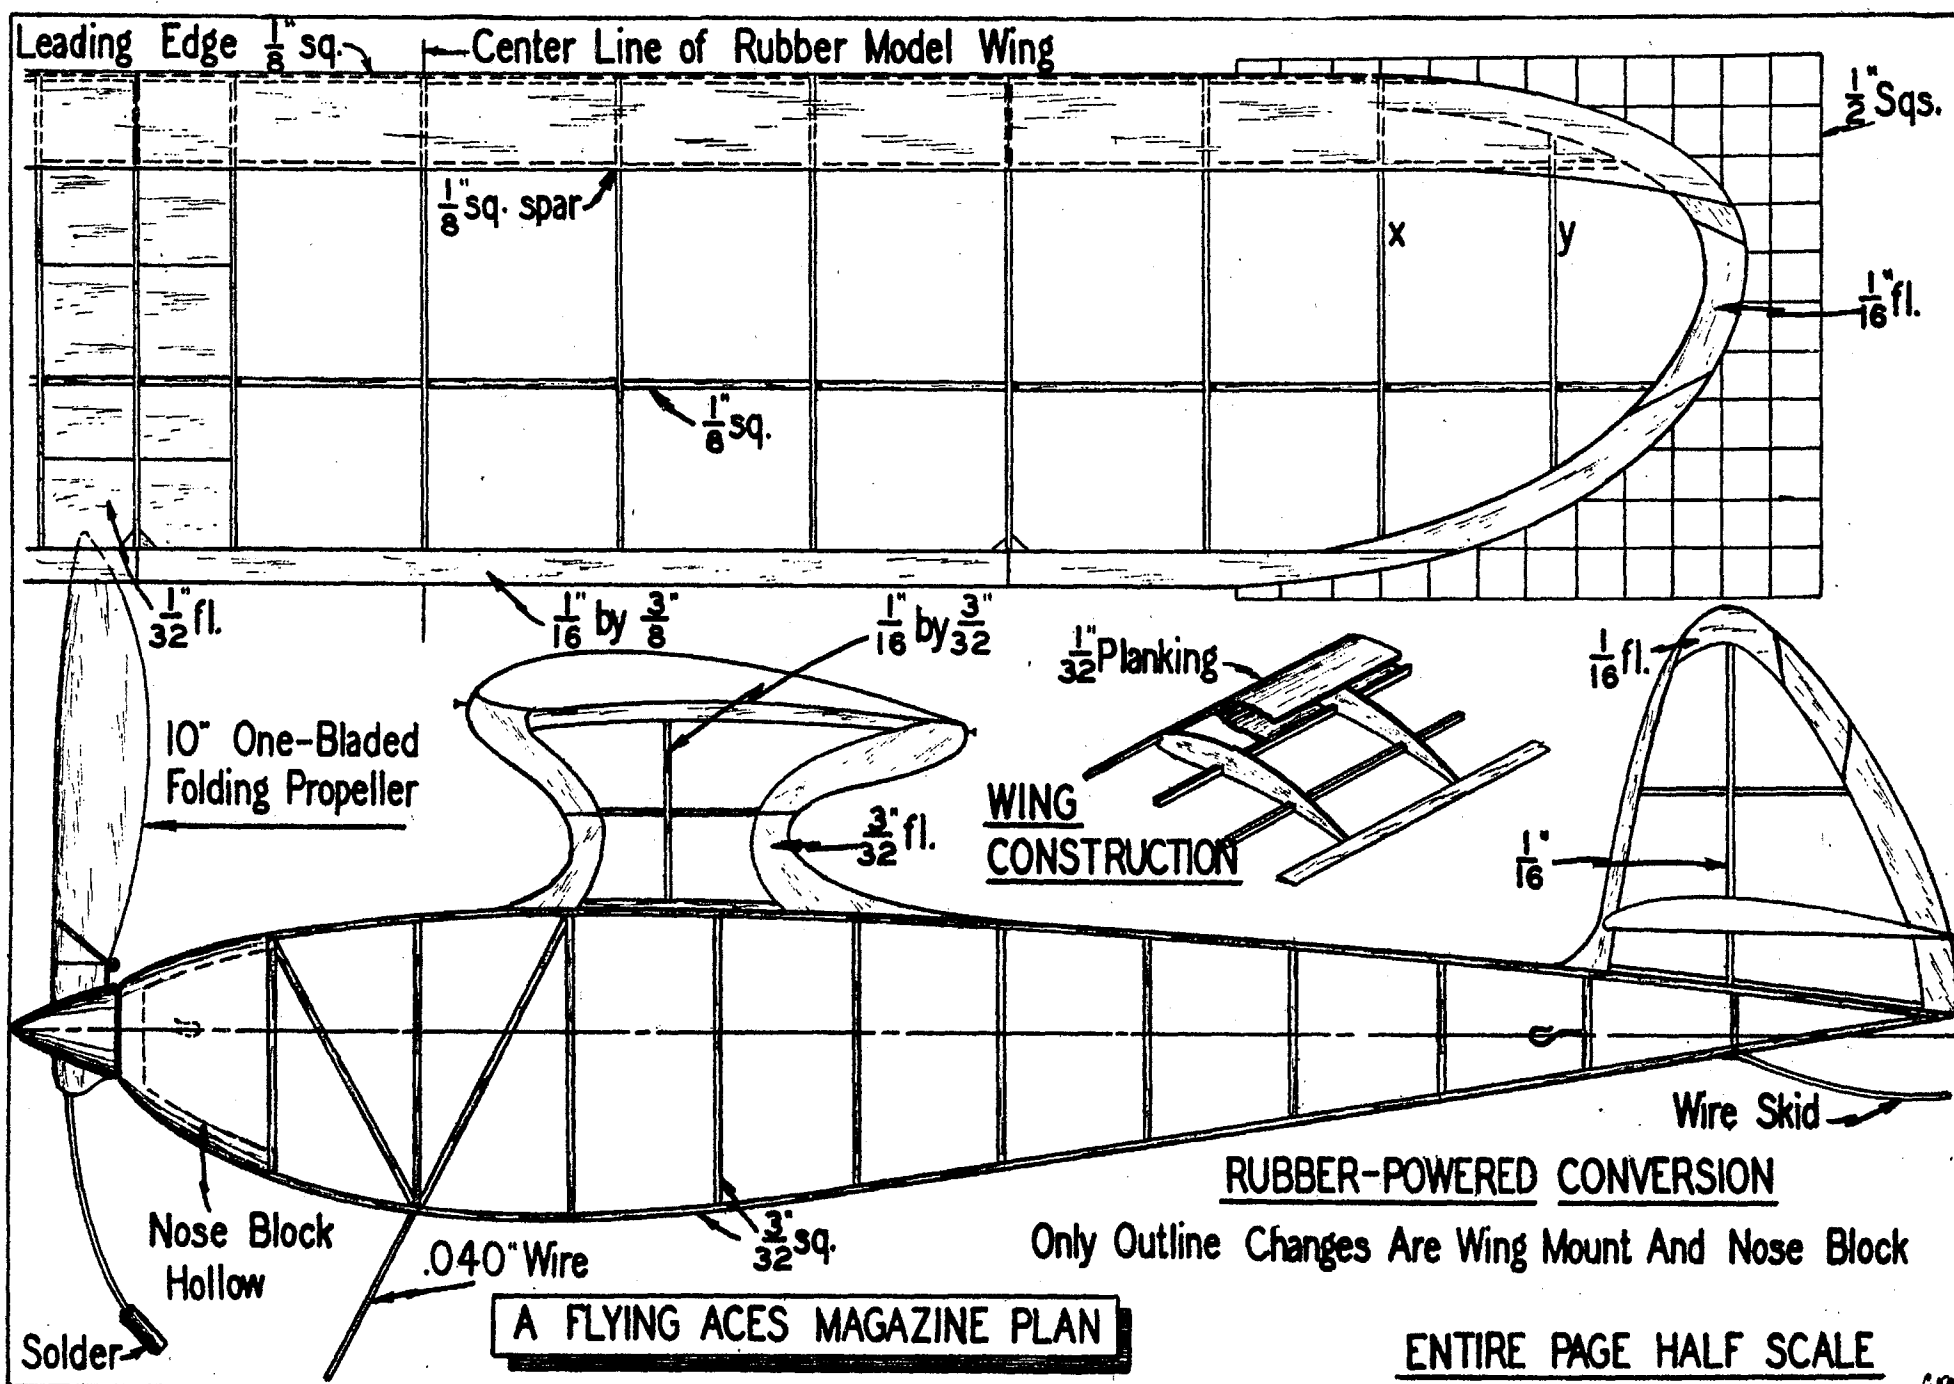 Leading Edge 1/8" sq.
Center Line of Rubber Model Wing
1/2" Sqs.
1/8" sq. spar
x
y
1/16" fl.
1/8" sq.
1/32" fl.
1/16" by 3/8"
1/16" by 3/32"
1/32" Planking
1/16" fl.
10" One-Bladed
Folding Propeller
WING
CONSTRUCTION
3/32" fl.
1/16"
Wire Skid
RUBBER-POWERED CONVERSION
Only Outline Changes Are Wing Mount And Nose Block
Nose Block
Hollow
.040" Wire
3/32" sq.
Solder
A FLYING ACES MAGAZINE PLAN
ENTIRE PAGE HALF SCALE